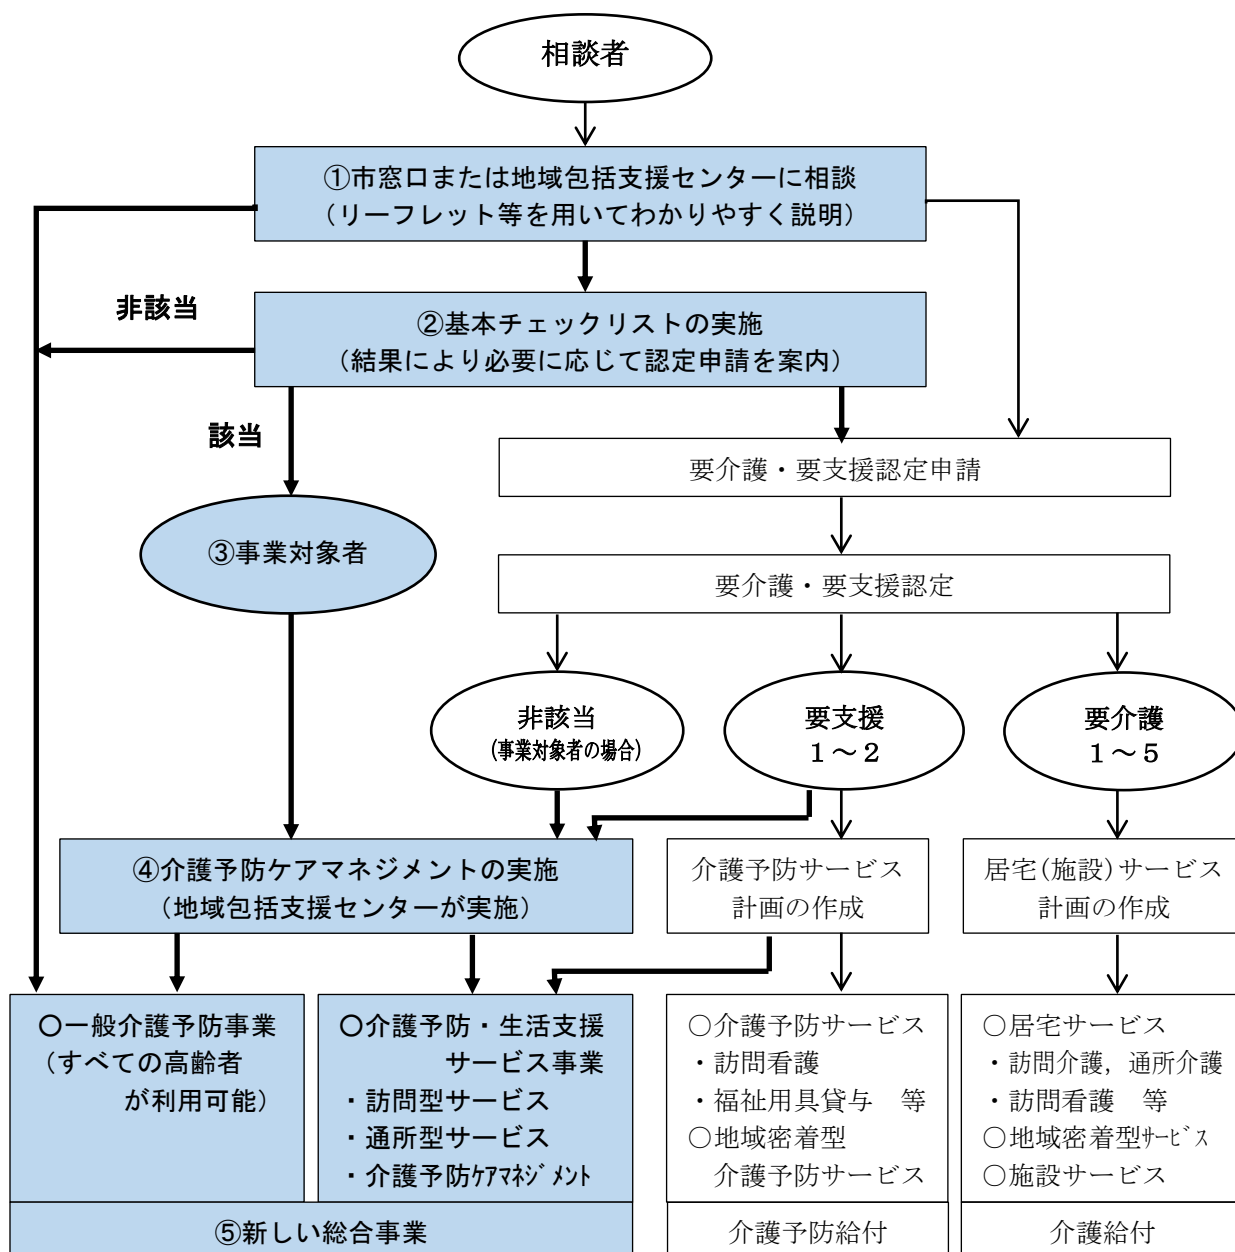 相談者
①市窓口または地域包括支援センターに相談
（リーフレット等を用いてわかりやすく説明）
非該当
②基本チェックリストの実施
（結果により必要に応じて認定申請を案内）
該当
要介護・要支援認定申請
③事業対象者
要介護・要支援認定
非該当
（事業対象者の場合）
要支援
１～２
要介護
１～５
④介護予防ケアマネジメントの実施
（地域包括支援センターが実施）
介護予防サービス
計画の作成
居宅（施設）サービス
計画の作成
〇一般介護予防事業
（すべての高齢者
が利用可能）
〇介護予防・生活支援
サービス事業
・訪問型サービス
・通所型サービス
・介護予防ｹｱﾏﾈｼﾞﾒﾝﾄ
○介護予防サービス
・訪問看護
・福祉用具貸与　等
○地域密着型
介護予防サービス
○居宅サービス
・訪問介護，通所介護
・訪問看護　等
○地域密着型ｻｰﾋﾞｽ
○施設サービス
⑤新しい総合事業
介護予防給付
介護給付